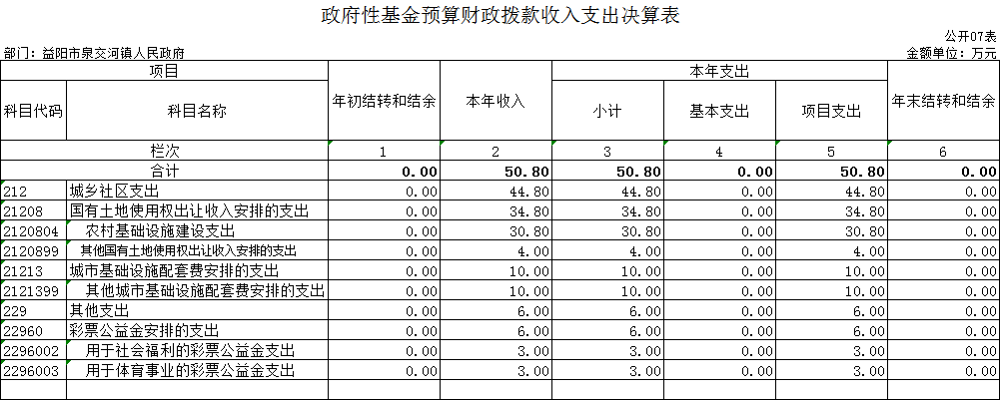 政府性基金预算财政拨款收入支出决算表
公开07表
部门：益阳市泉交河镇人民政府 金额单位：万元
项目 年初结转和结余 本年收入 本年支出 年末结转和结余
科目代码 科目名称 小计 基本支出 项目支出
栏次 1 2 3 4 5 6
合计 0.00 50.80 50.80 0.00 50.80 0.00
212 城乡社区支出 0.00 44.80 44.80 0.00 44.80 0.00
21208 国有土地使用权出让收入安排的支出 0.00 34.80 34.80 0.00 34.80 0.00
2120804 农村基础设施建设支出 0.00 30.80 30.80 0.00 30.80 0.00
2120899 其他国有土地使用权出让收入安排的支出 0.00 4.00 4.00 0.00 4.00 0.00
21213 城市基础设施配套费安排的支出 0.00 10.00 10.00 0.00 10.00 0.00
2121399 其他城市基础设施配套费安排的支出 0.00 10.00 10.00 0.00 10.00 0.00
229 其他支出 0.00 6.00 6.00 0.00 6.00 0.00
22960 彩票公益金安排的支出 0.00 6.00 6.00 0.00 6.00 0.00
2296002 用于社会福利的彩票公益金支出 0.00 3.00 3.00 0.00 3.00 0.00
2296003 用于体育事业的彩票公益金支出 0.00 3.00 3.00 0.00 3.00 0.00